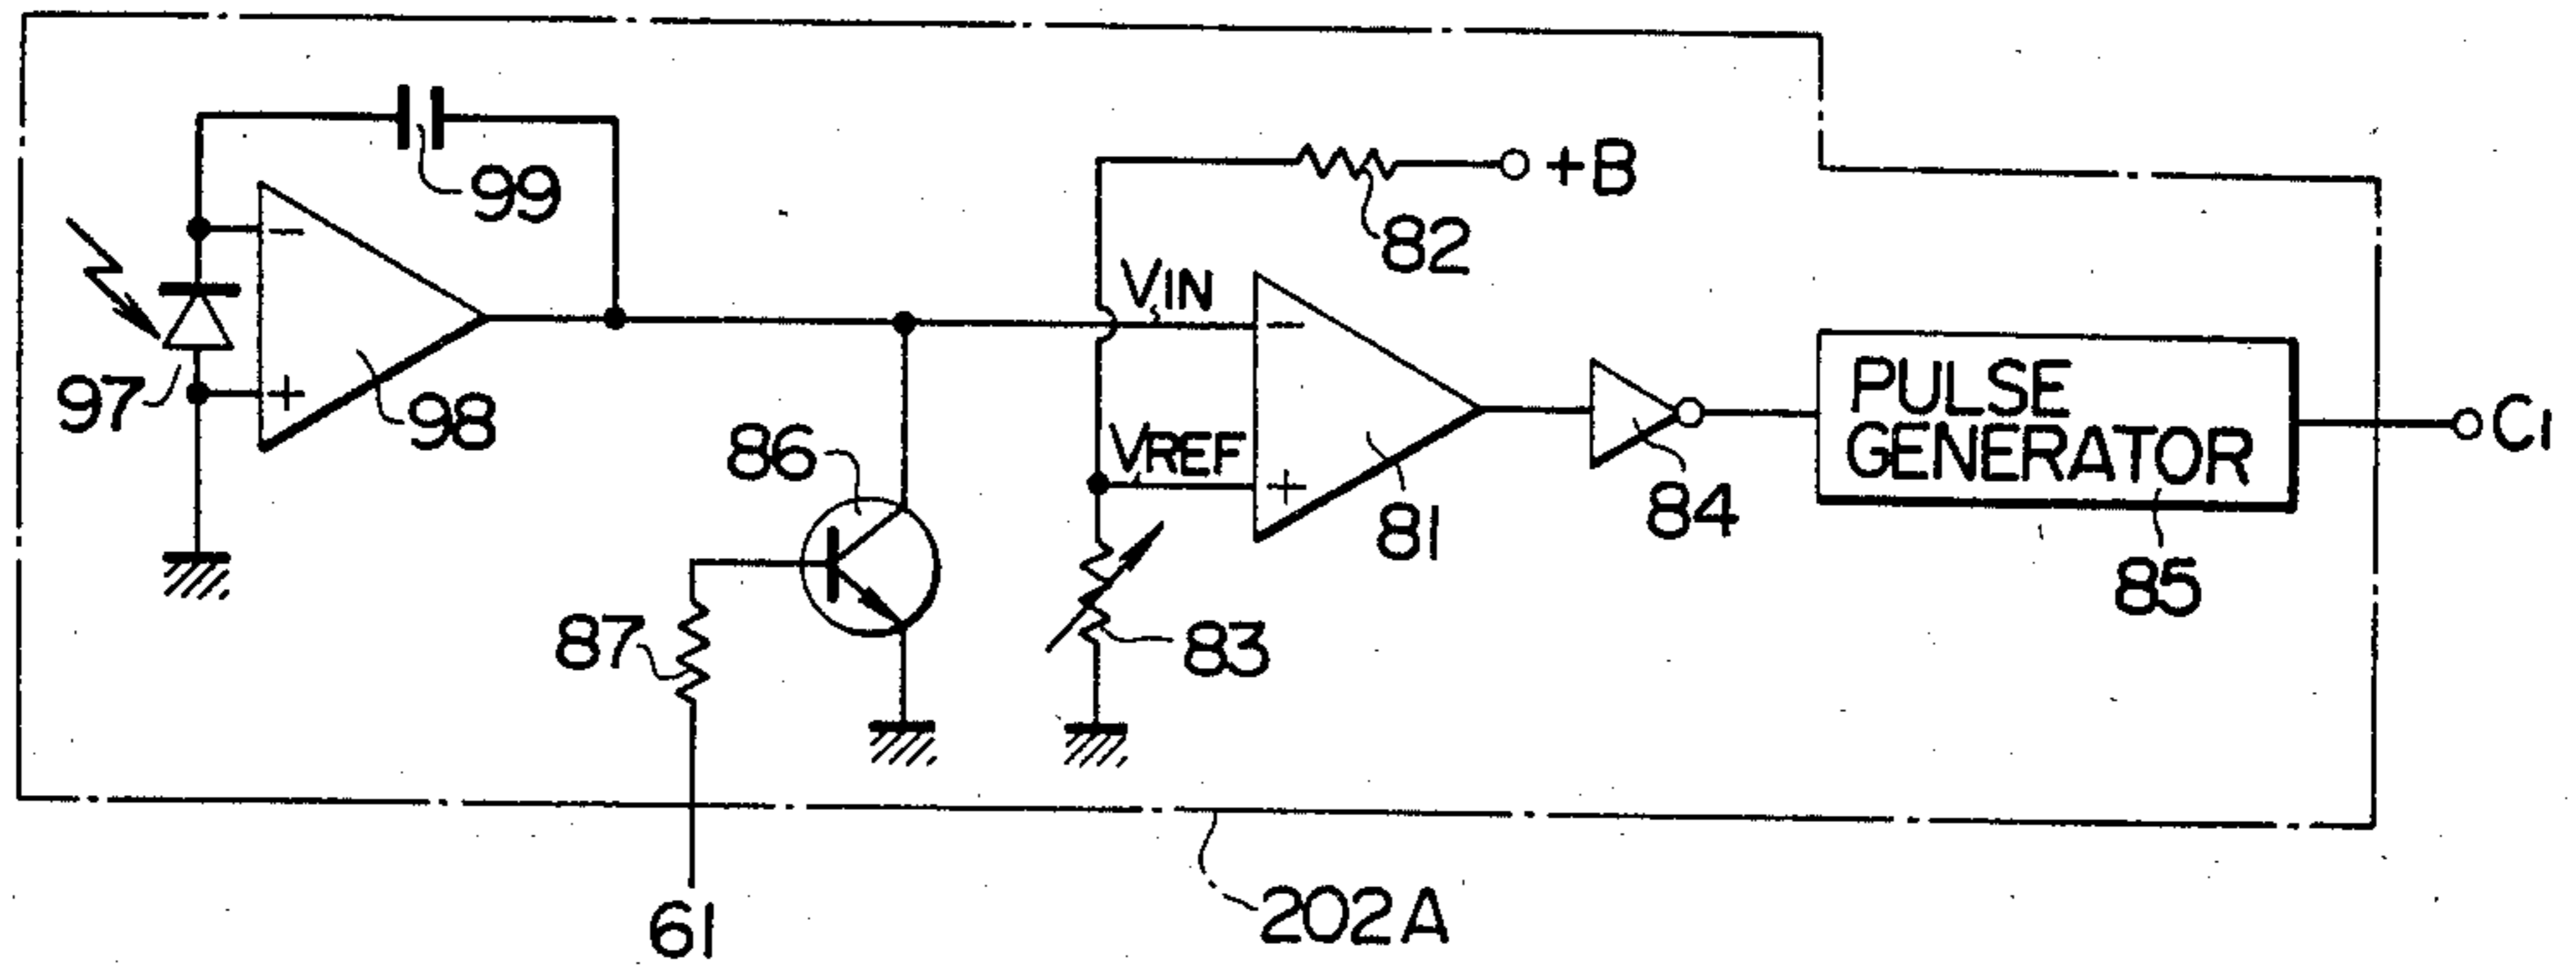 99
+B
82
VIN
−
−
97
+
98
PULSE
GENERATOR
C1
86
VREF
+
81
84
85
87
83
61
202A